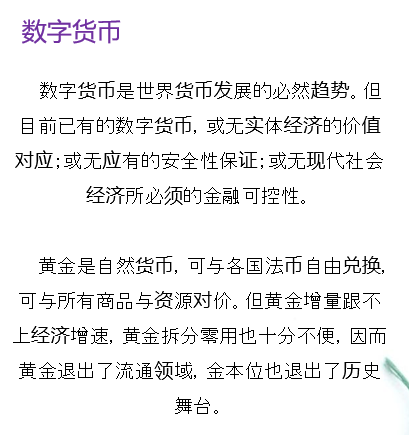 数字货币
数字货币是世界货币发展的必然趋势。但
目前已有的数字货币, 或无实体经济的价值
对应; 或无应有的安全性保证; 或无现代社会
经济所必须的金融可控性。
黄金是自然货币, 可与各国法币自由兑换,
可与所有商品与资源对价。但黄金增量跟不
上经济增速, 黄金拆分零用也十分不便, 因而
黄金退出了流通领域, 金本位也退出了历史
舞台。